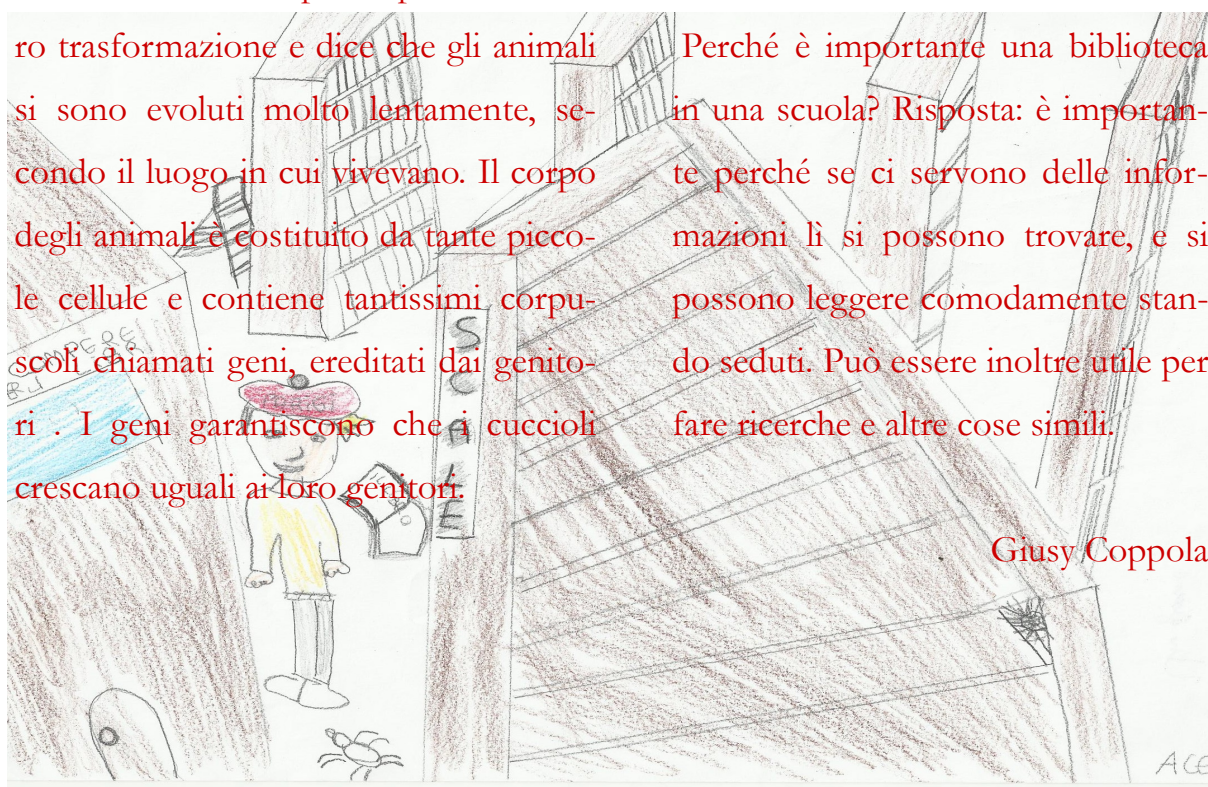 ro trasformazione e dice che gli animali
si sono evoluti molto lentamente, se-
condo il luogo in cui vivevano. Il corpo
degli animali è costituito da tante picco-
le cellule e contiene tantissimi corpu-
scoli chiamati geni, ereditati dai genito-
ri . I geni garantiscono che i cuccioli
crescano uguali ai loro genitori.
Perché è importante una biblioteca
in una scuola? Risposta: è importan-
te perché se ci servono delle infor-
mazioni lì si possono trovare, e si
possono leggere comodamente stan-
do seduti. Può essere inoltre utile per
fare ricerche e altre cose simili.
Giusy Coppola
SCALE
ACE